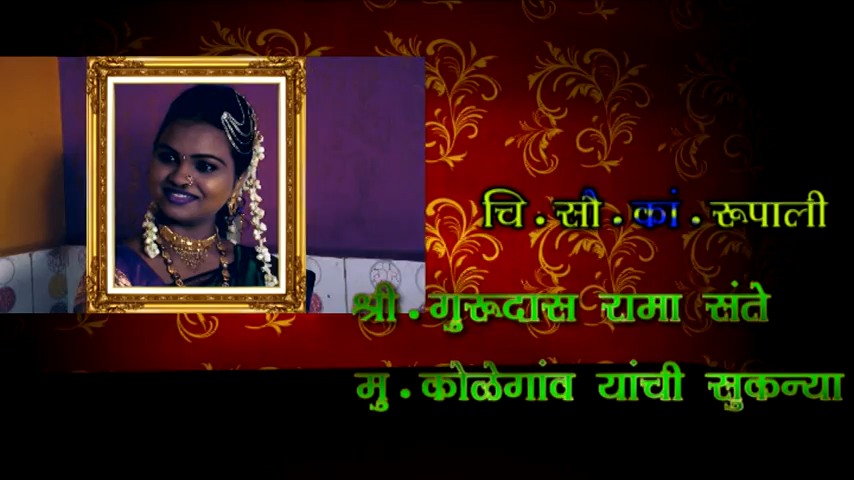 चि.सौ.कां.रूपाली
श्री.गुरूदास रामा संते
मु.कोळेगांव यांची सुकन्या